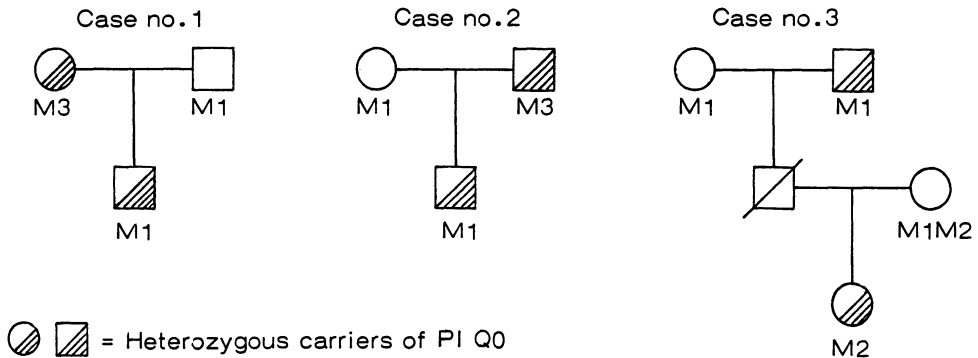 Case no.1
Case no.2
Case no.3
M3
M1
M1
M3
M1
M1
M1
M1
M1M2
M2
= Heterozygous carriers of PI Q0